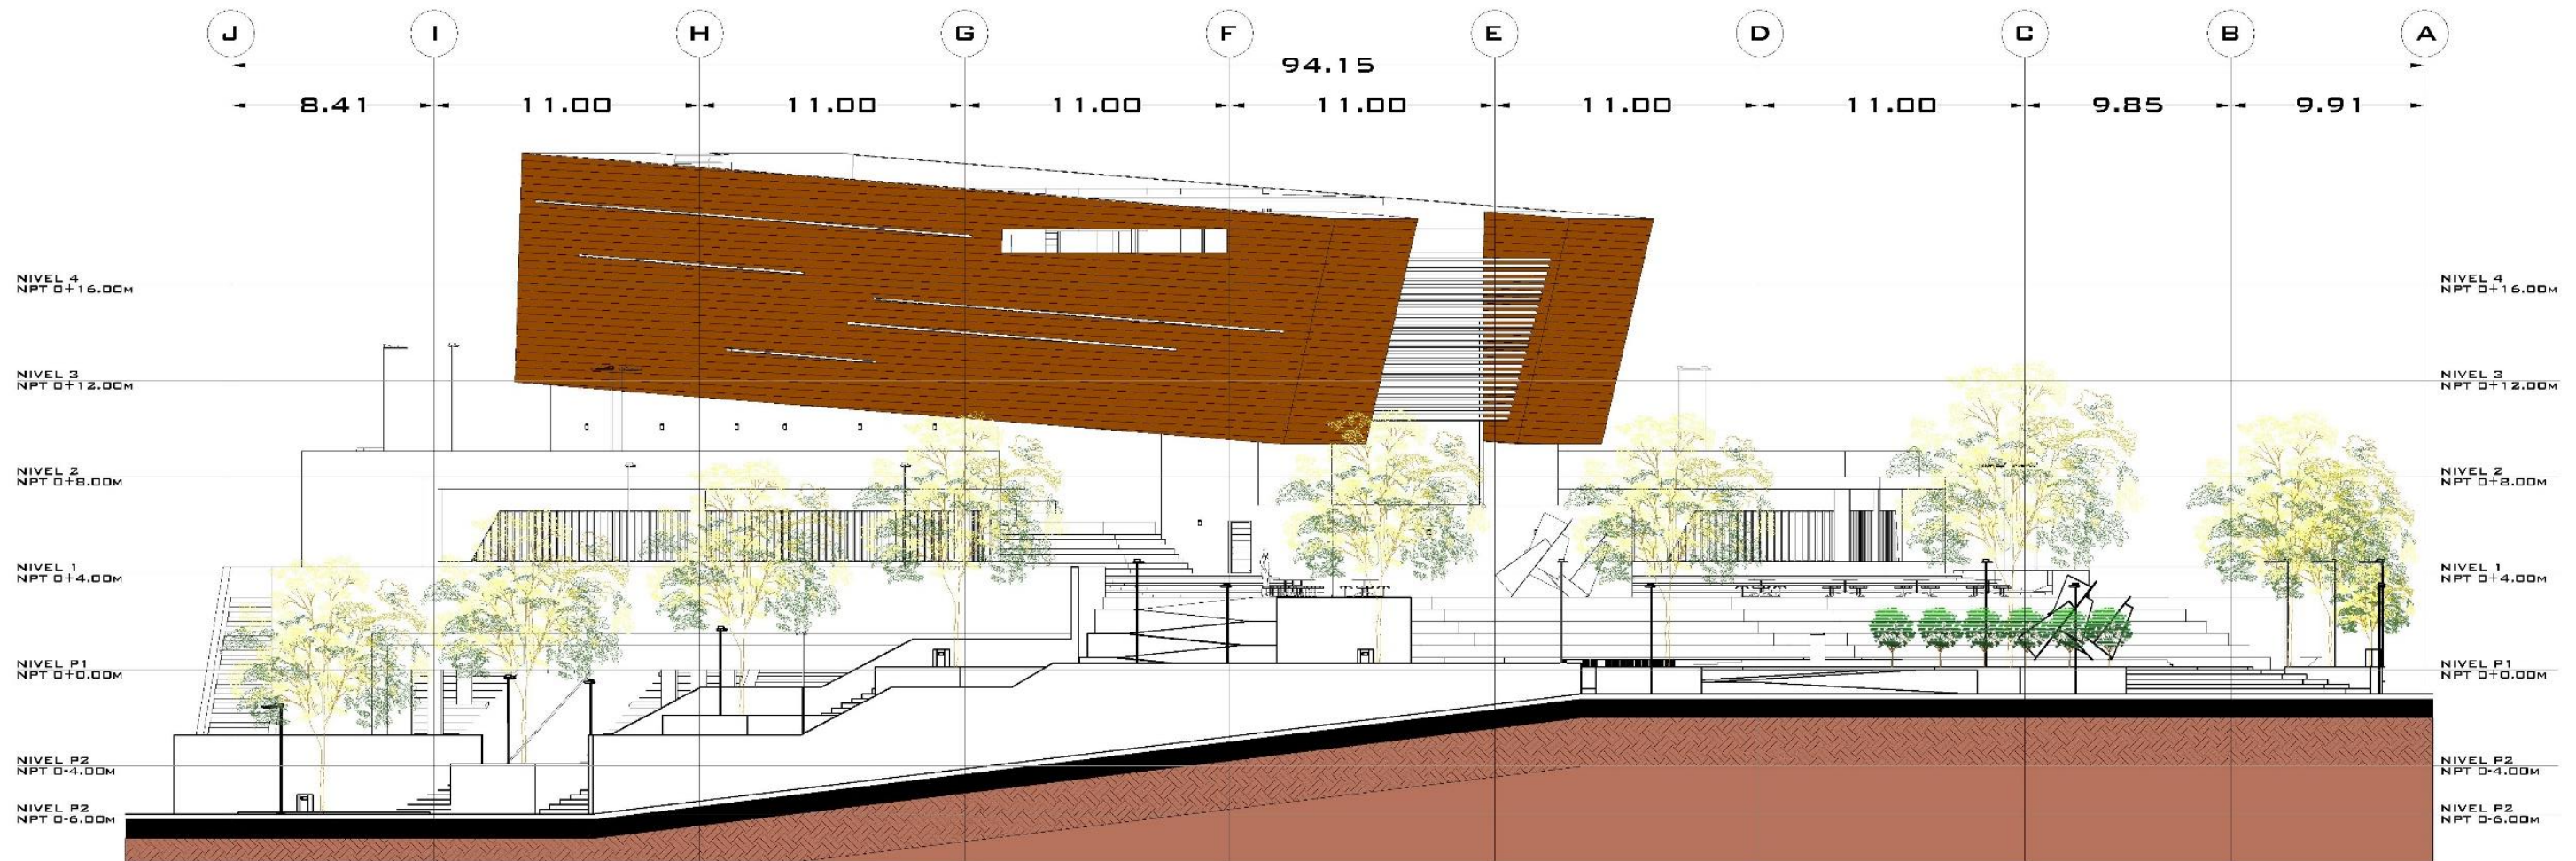 J I H G F E D C B A
94.15
8.41 11.00 11.00 11.00 11.00 11.00 11.00 9.85 9.91
NIVEL 4
NPT 0+16.00M
NIVEL 3
NPT 0+12.00M
NIVEL 2
NPT 0+8.00M
NIVEL 1
NPT 0+4.00M
NIVEL P1
NPT 0+0.00M
NIVEL P2
NPT 0-4.00M
NIVEL P2
NPT 0-6.00M
NIVEL 4
NPT 0+16.00M
NIVEL 3
NPT 0+12.00M
NIVEL 2
NPT 0+8.00M
NIVEL 1
NPT 0+4.00M
NIVEL P1
NPT 0+0.00M
NIVEL P2
NPT 0-4.00M
NIVEL P2
NPT 0-6.00M